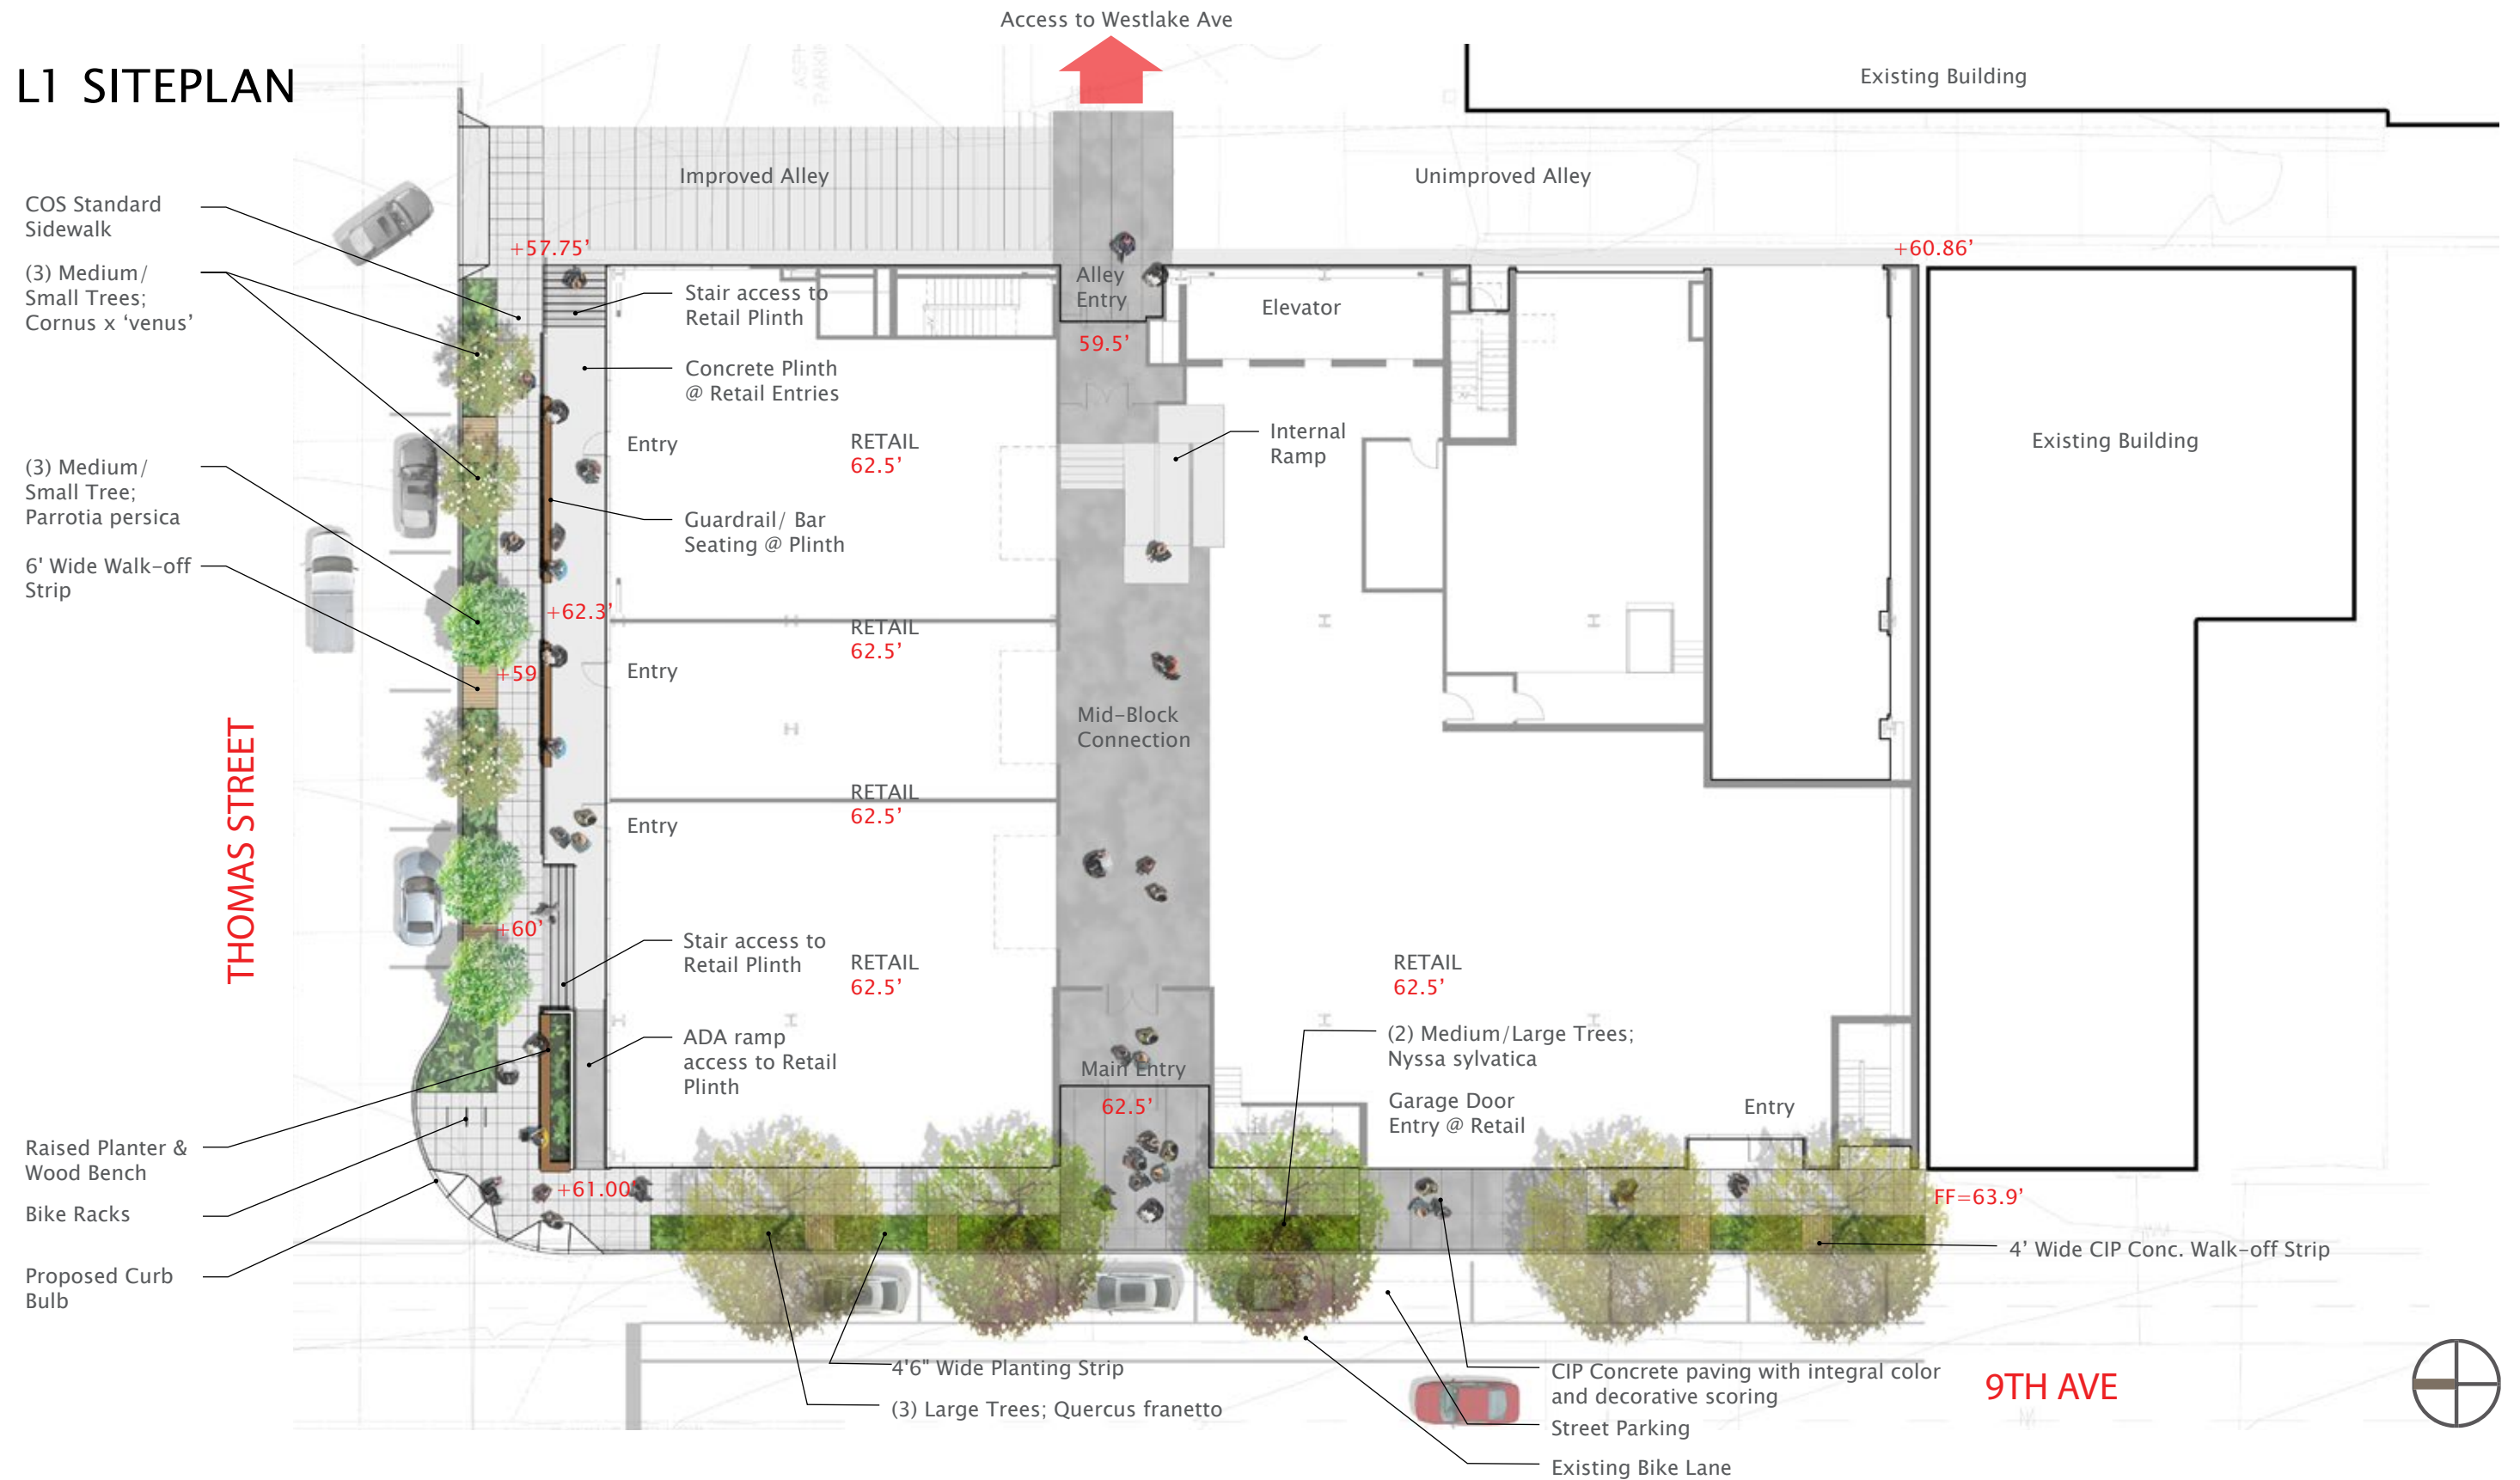 Access to Westlake Ave
L1 SITEPLAN
Existing Building
Improved Alley
Unimproved Alley
COS Standard
Sidewalk
+57.75’
+60.86’
(3) Medium/
Small Trees;
Cornus x ‘venus’
Stair access to
Retail Plinth
Alley
Entry
Elevator
59.5’
Concrete Plinth
@ Retail Entries
Entry
RETAIL
62.5’
Internal
Ramp
Existing Building
(3) Medium/
Small Tree;
Parrotia persica
Guardrail/ Bar
Seating @ Plinth
6' Wide Walk-off
Strip
+62.3’
RETAIL
62.5’
+59
Entry
Mid-Block
Connection
THOMAS STREET
RETAIL
62.5’
Entry
+60’
Stair access to
Retail Plinth
RETAIL
62.5’
RETAIL
62.5’
ADA ramp
access to Retail
Plinth
(2) Medium/Large Trees;
Nyssa sylvatica
Main Entry
62.5’
Garage Door
Entry @ Retail
Entry
Raised Planter &
Wood Bench
+61.00’
FF=63.9’
Bike Racks
4’ Wide CIP Conc. Walk-off Strip
Proposed Curb
Bulb
4'6" Wide Planting Strip
(3) Large Trees; Quercus franetto
CIP Concrete paving with integral color
and decorative scoring
9TH AVE
Street Parking
Existing Bike Lane